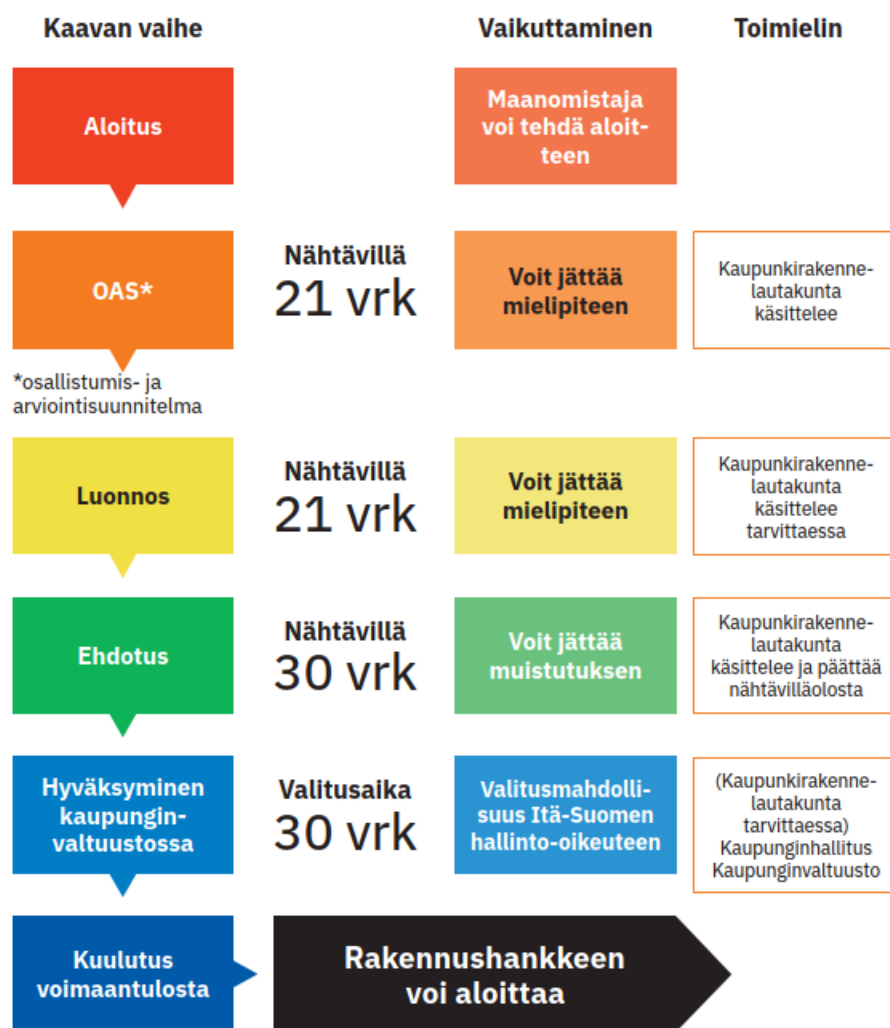 Kaavan vaihe
Vaikuttaminen
Toimielin
Aloitus
Maanomistaja
voi tehdä aloit-
teen
OAS*
Nähtävillä
21 vrk
Voit jättää
mielipiteen
Kaupunkirakenne-
lautakunta
käsittelee
*osallistumis- ja
arviointisuunnitelma
Luonnos
Nähtävillä
21 vrk
Voit jättää
mielipiteen
Kaupunkirakenne-
lautakunta
käsittelee
tarvittaessa
Ehdotus
Nähtävillä
30 vrk
Voit jättää
muistutuksen
Kaupunkirakenne-
lautakunta
käsittelee ja päättää
nähtävilläolosta
Hyväksyminen
kaupungin-
valtuustossa
Valitusaika
30 vrk
Valitusmahdolli-
suus Itä-Suomen
hallinto-oikeuteen
(Kaupunkirakenne-
lautakunta
tarvittaessa)
Kaupunginhallitus
Kaupunginvaltuusto
Kuulutus
voimaantulosta
Rakennushankkeen
voi aloittaa